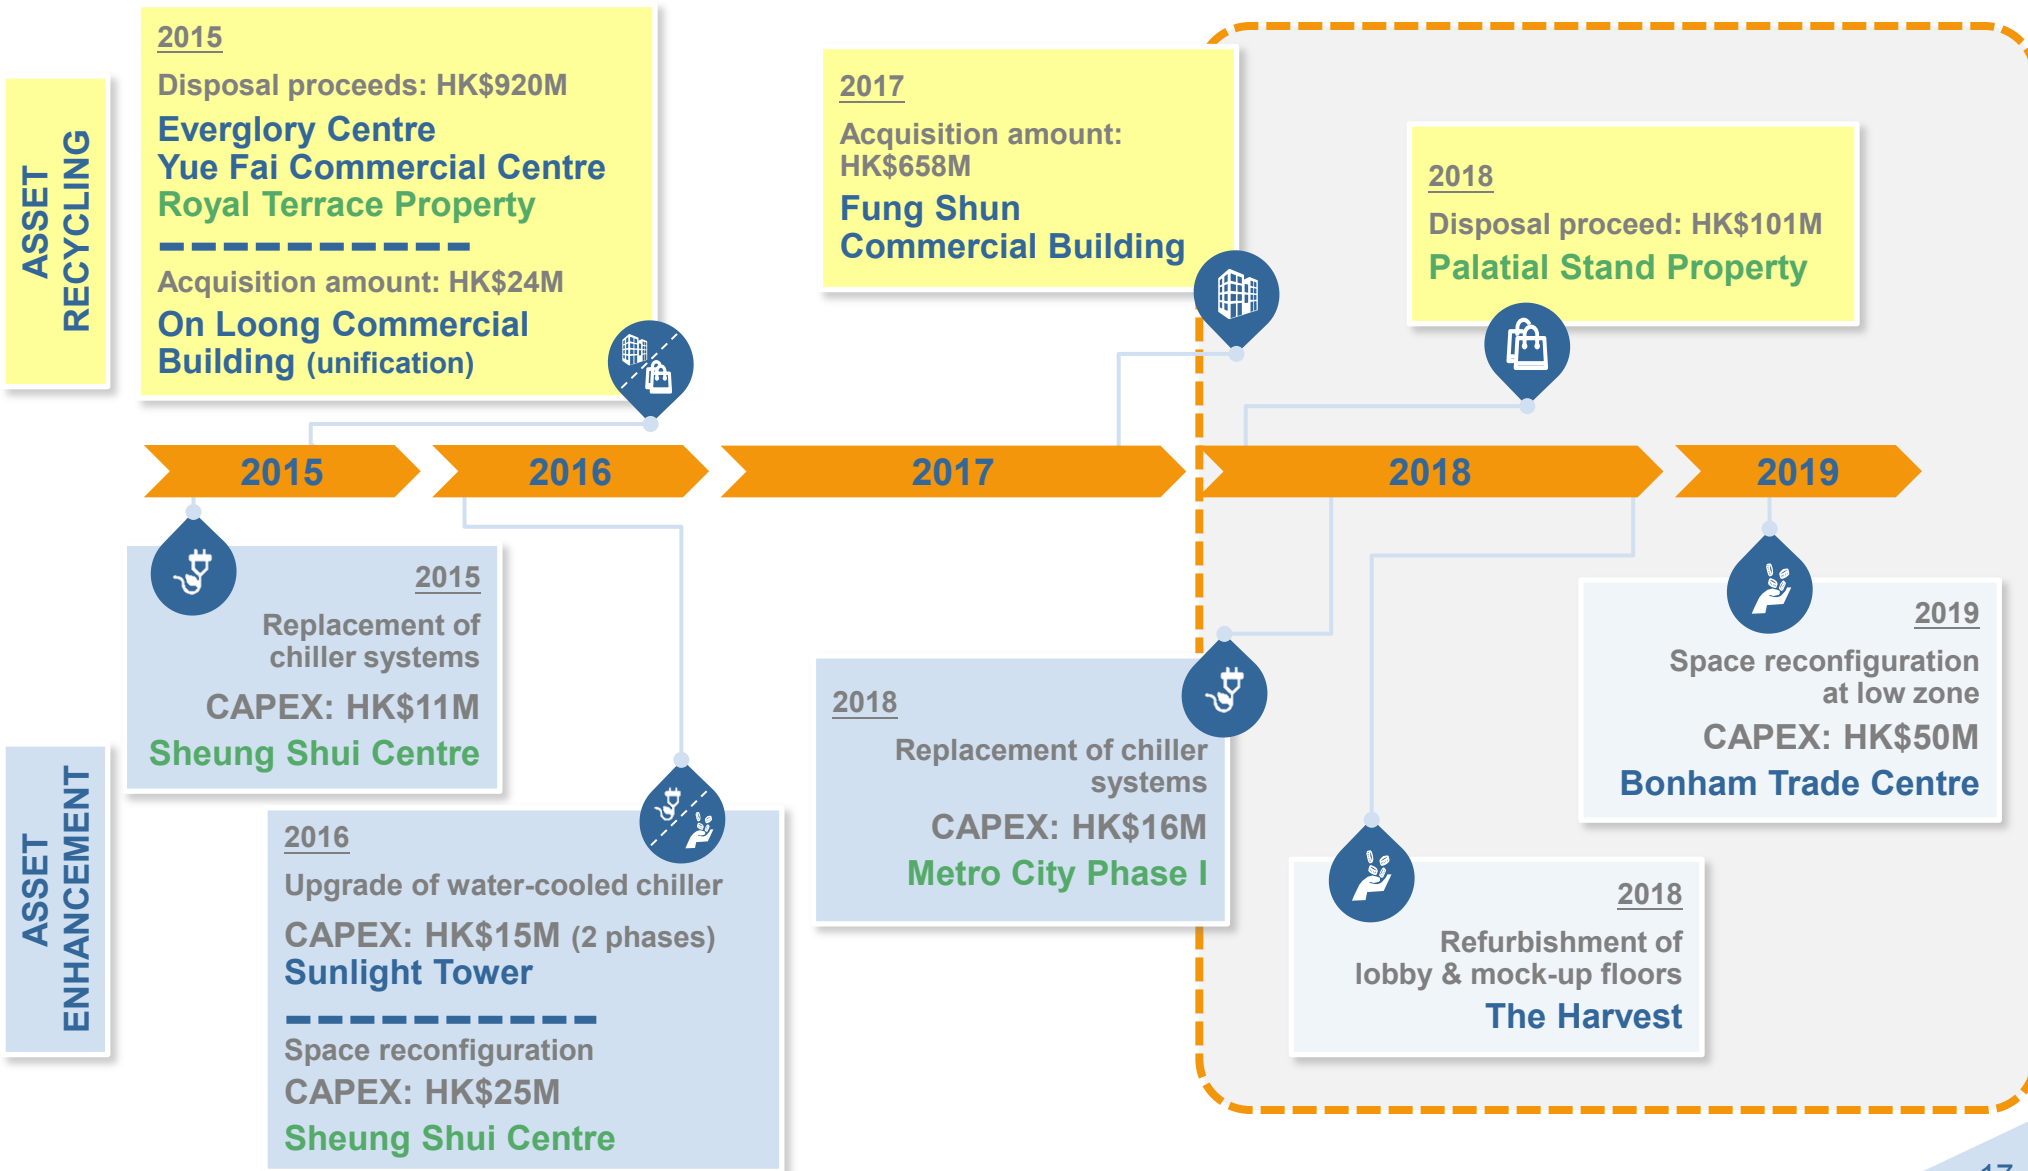 ASSET
RECYCLING
2015
Disposal proceeds: HK$920M
Everglory Centre
Yue Fai Commercial Centre
Royal Terrace Property
Acquisition amount: HK$24M
On Loong Commercial
Building (unification)
2017
Acquisition amount:
HK$658M
Fung Shun
Commercial Building
2018
Disposal proceed: HK$101M
Palatial Stand Property
2015
2016
2017
2018
2019
ASSET
ENHANCEMENT
2015
Replacement of
chiller systems
CAPEX: HK$11M
Sheung Shui Centre
2016
Upgrade of water-cooled chiller
CAPEX: HK$15M (2 phases)
Sunlight Tower
Space reconfiguration
CAPEX: HK$25M
Sheung Shui Centre
2018
Replacement of chiller
systems
CAPEX: HK$16M
Metro City Phase I
2018
Refurbishment of
lobby & mock-up floors
The Harvest
2019
Space reconfiguration
at low zone
CAPEX: HK$50M
Bonham Trade Centre
17